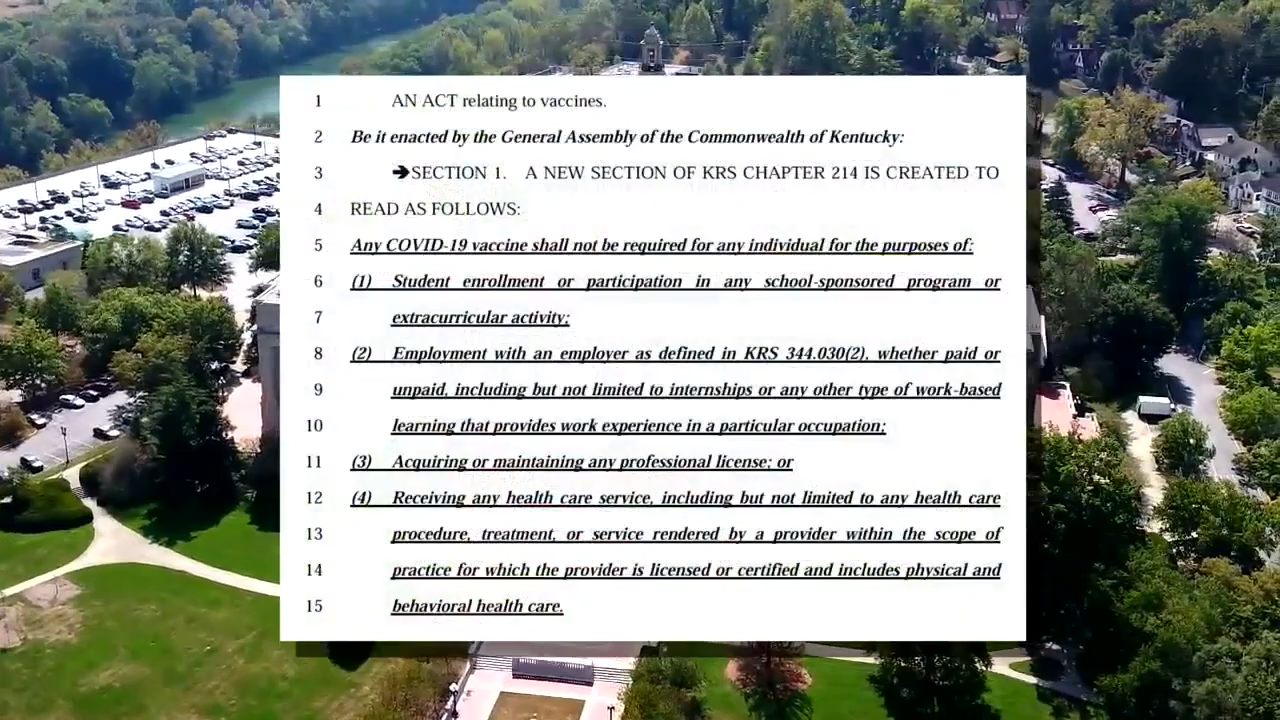 1 AN ACT relating to vaccines.
2 Be it enacted by the General Assembly of the Commonwealth of Kentucky:
3 ➔SECTION 1. A NEW SECTION OF KRS CHAPTER 214 IS CREATED TO
4 READ AS FOLLOWS:
5 Any COVID-19 vaccine shall not be required for any individual for the purposes of:
6 (1) Student enrollment or participation in any school-sponsored program or
7 extracurricular activity;
8 (2) Employment with an employer as defined in KRS 344.030(2), whether paid or
9 unpaid, including but not limited to internships or any other type of work-based
10 learning that provides work experience in a particular occupation;
11 (3) Acquiring or maintaining any professional license; or
12 (4) Receiving any health care service, including but not limited to any health care
13 procedure, treatment, or service rendered by a provider within the scope of
14 practice for which the provider is licensed or certified and includes physical and
15 behavioral health care.